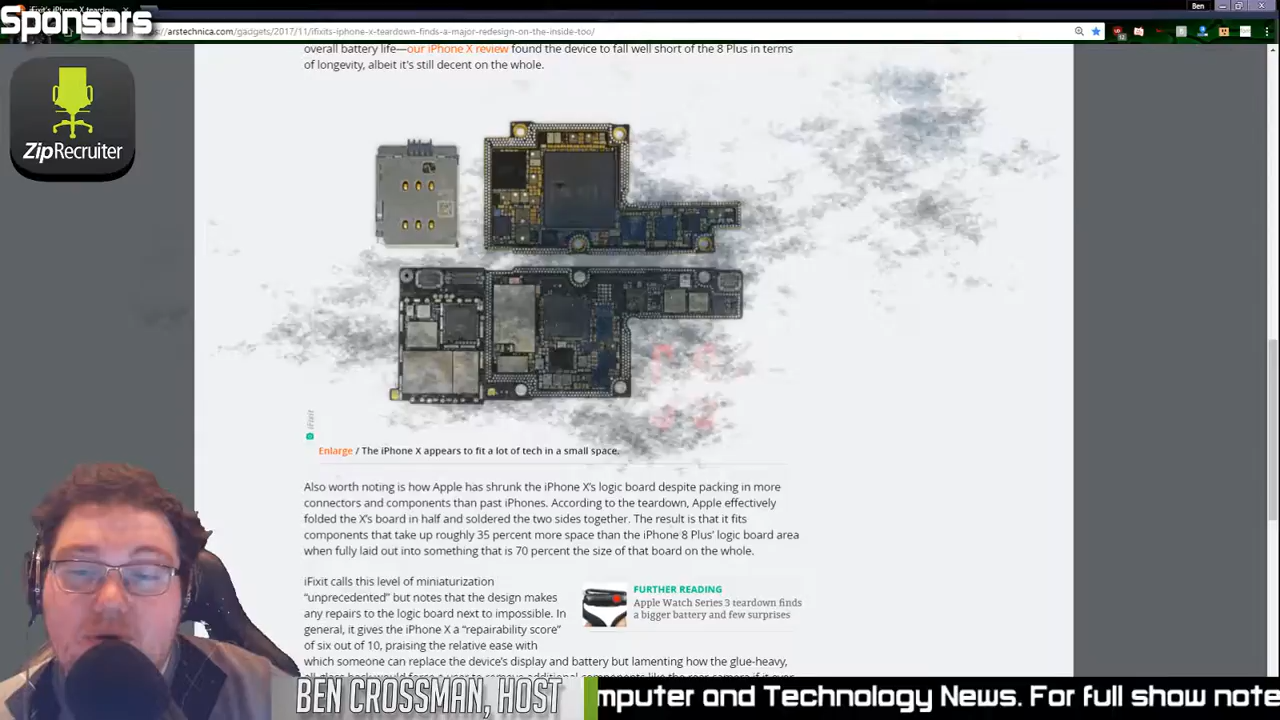 Sponsors
iFixit's iPhone X teardow
Ben
arstechnica.com/gadgets/2017/11/ifixits-iphone-x-teardown-finds-a-major-redesign-on-the-inside-too/
overall battery life—our iPhone X review found the device to fall well short of the 8 Plus in terms
of longevity, albeit it's still decent on the whole.
ZipRecruiter
iFixit
Enlarge / The iPhone X appears to fit a lot of tech in a small space.
Also worth noting is how Apple has shrunk the iPhone X's logic board despite packing in more
connectors and components than past iPhones. According to the teardown, Apple effectively
folded the X's board in half and soldered the two sides together. The result is that it fits
components that take up roughly 35 percent more space than the iPhone 8 Plus' logic board area
when fully laid out into something that is 70 percent the size of that board on the whole.
iFixit calls this level of miniaturization
"unprecedented" but notes that the design makes
any repairs to the logic board next to impossible. In
general, it gives the iPhone X a "repairability score"
of six out of 10, praising the relative ease with
which someone can replace the device's display and battery but lamenting how the glue-heavy,
FURTHER READING
Apple Watch Series 3 teardown finds
a bigger battery and few surprises
BEN CROSSMAN, HOST
mputer and Technology News. For full show note